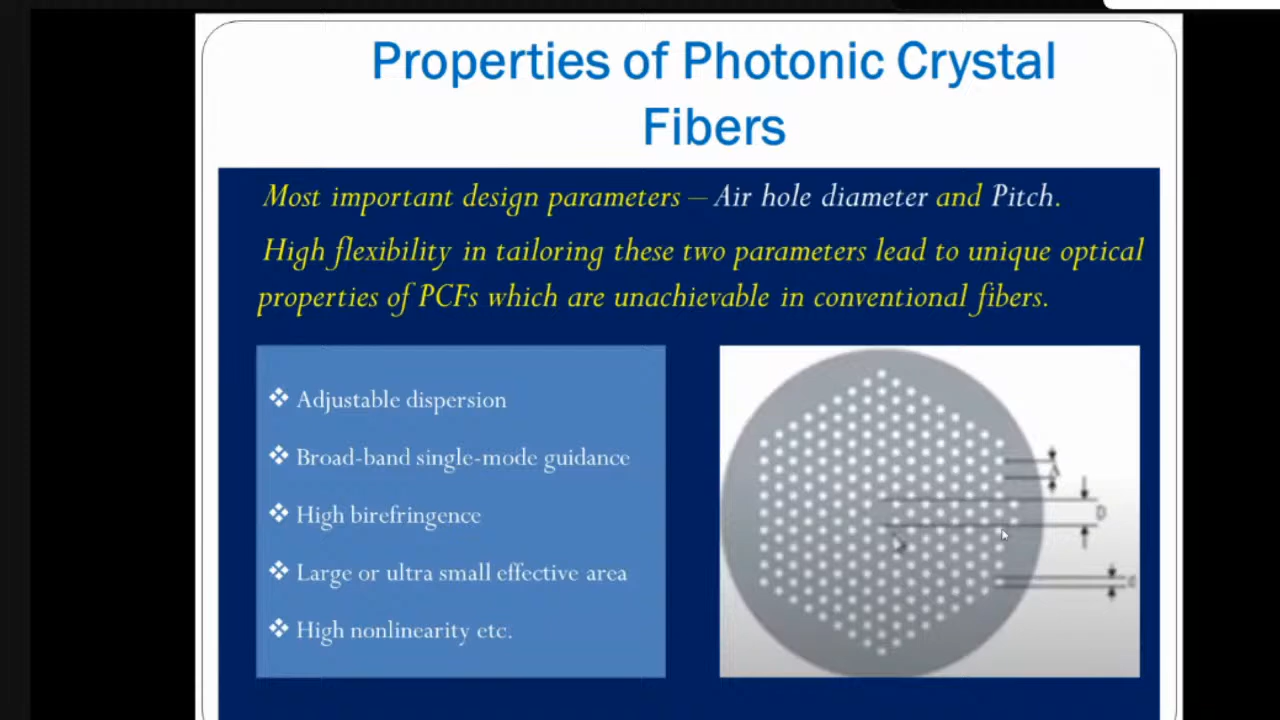 Properties of Photonic Crystal
Fibers
Most important design parameters – Air hole diameter and Pitch.
High flexibility in tailoring these two parameters lead to unique optical
properties of PCFs which are unachievable in conventional fibers.
❖ Adjustable dispersion
❖ Broad-band single-mode guidance
❖ High birefringence
❖ Large or ultra small effective area
❖ High nonlinearity etc.
Λ
D
d